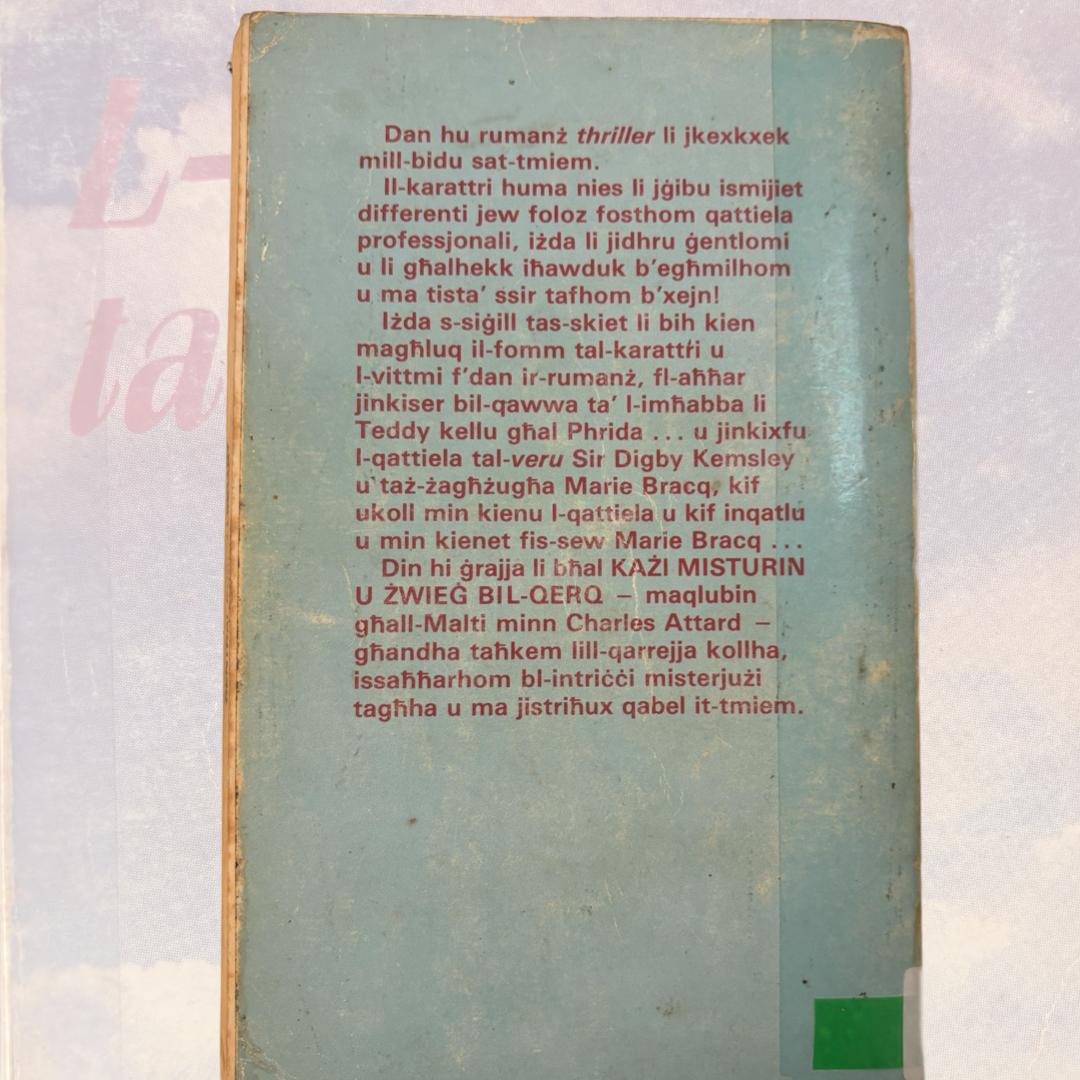 L-
ta
Dan hu rumanż thriller li jkexkxek
mill-bidu sat-tmiem.
Il-karattri huma nies li jġibu ismijiet
differenti jew foloz fosthom qattiela
professjonali, iżda li jidhru ġentlomi
u li għalhekk iħawduk b'egħmilhom
u ma tista' ssir tafhom b'xejn!
Iżda s-siġill tas-skiet li bih kien
magħluq il-fomm tal-karattri u
l-vittmi f'dan ir-rumanż, fl-aħħar
jinkiser bil-qawwa ta' l-imħabba li
Teddy kellu għal Phrida ... u jinkixfu
l-qattiela tal-veru Sir Digby Kemsley
u taż-żagħżugħa Marie Bracq, kif
ukoll min kienu l-qattiela u kif inqatlu
u min kienet fis-sew Marie Bracq ...
Din hi ġrajja li bħal KAŻI MISTURIN
U ŻWIEĠ BIL-QERQ – maqlubin
għall-Malti minn Charles Attard –
għandha taħkem lill-qarrejja kollha,
issaħħarhom bl-intriċċi misterjużi
tagħha u ma jistriħux qabel it-tmiem.